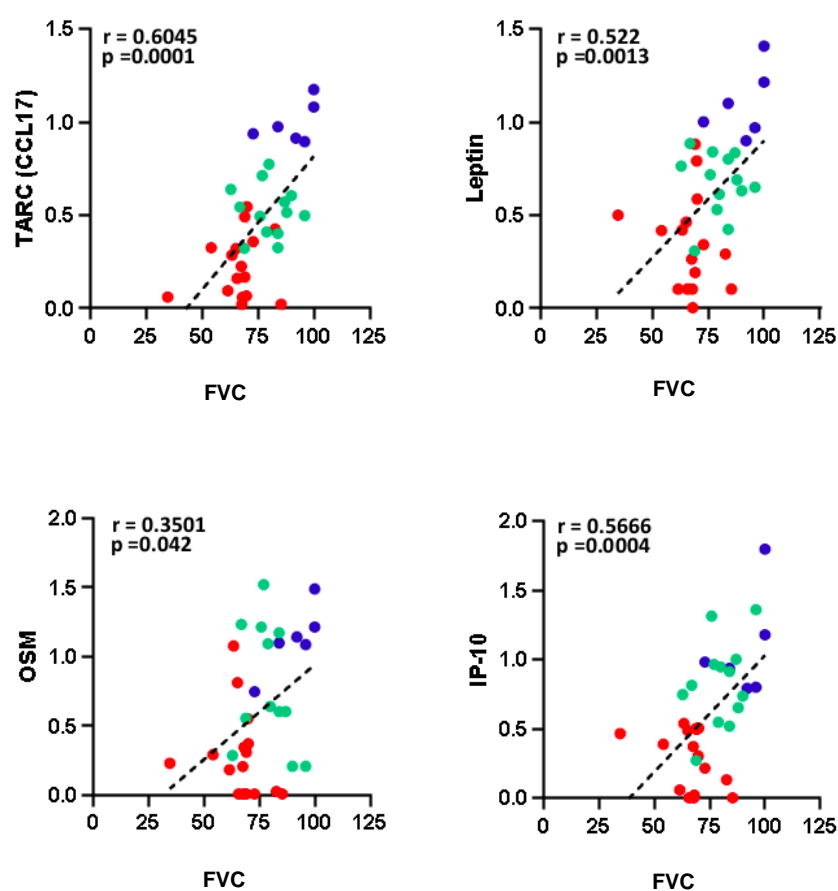 r = 0.6045
p =0.0001
1.5
1.0
0.5
0.0
TARC (CCL17)
0 25 50 75 100 125
FVC
r = 0.522
p =0.0013
1.5
1.0
0.5
0.0
Leptin
0 25 50 75 100 125
FVC
r = 0.3501
p =0.042
2.0
1.5
1.0
0.5
0.0
OSM
0 25 50 75 100 125
FVC
r = 0.5666
p =0.0004
2.0
1.5
1.0
0.5
0.0
IP-10
0 25 50 75 100 125
FVC